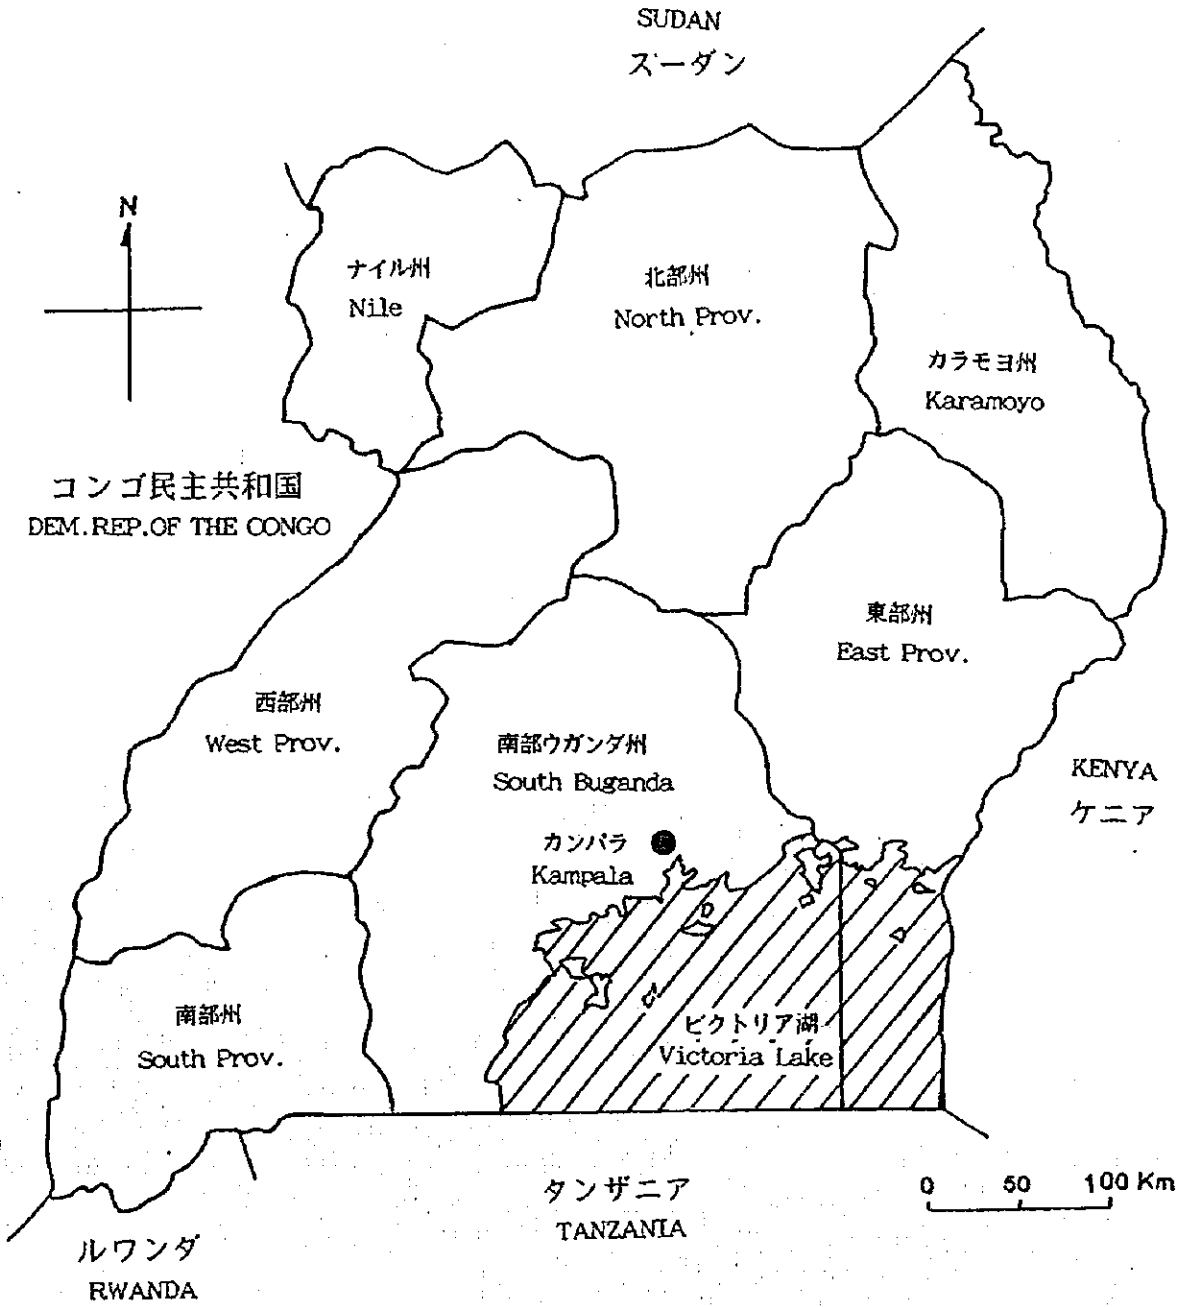 SUDAN
スーダン
N
ナイル州
Nile
北部州
North Prov.
カラモヨ州
Karamoyo
コンゴ民主共和国
DEM.REP.OF THE CONGO
東部州
East Prov.
西部州
West Prov.
南部ウガンダ州
South Buganda
KENYA
ケニア
カンパラ
Kampala
南部州
South Prov.
ビクトリア湖
Victoria Lake
タンザニア
TANZANIA
0 50 100 Km
ルワンダ
RWANDA